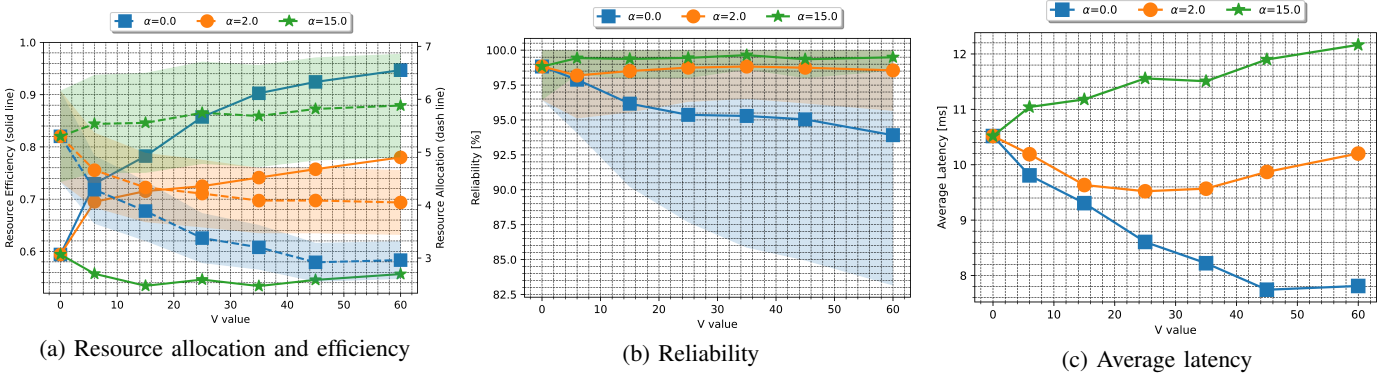 α=0.0 α=2.0 α=15.0
1.0
0.9
0.8
0.7
0.6
Resource Efficiency (solid line)
7
6
5
4
3
Resource Allocation (dash line)
0 10 20 30 40 50 60
V value
(a) Resource allocation and efficiency
α=0.0 α=2.0 α=15.0
100.0
97.5
95.0
92.5
90.0
87.5
85.0
82.5
Reliability [%]
0 10 20 30 40 50 60
V value
(b) Reliability
α=0.0 α=2.0 α=15.0
12
11
10
9
8
Average Latency [ms]
0 10 20 30 40 50 60
V value
(c) Average latency